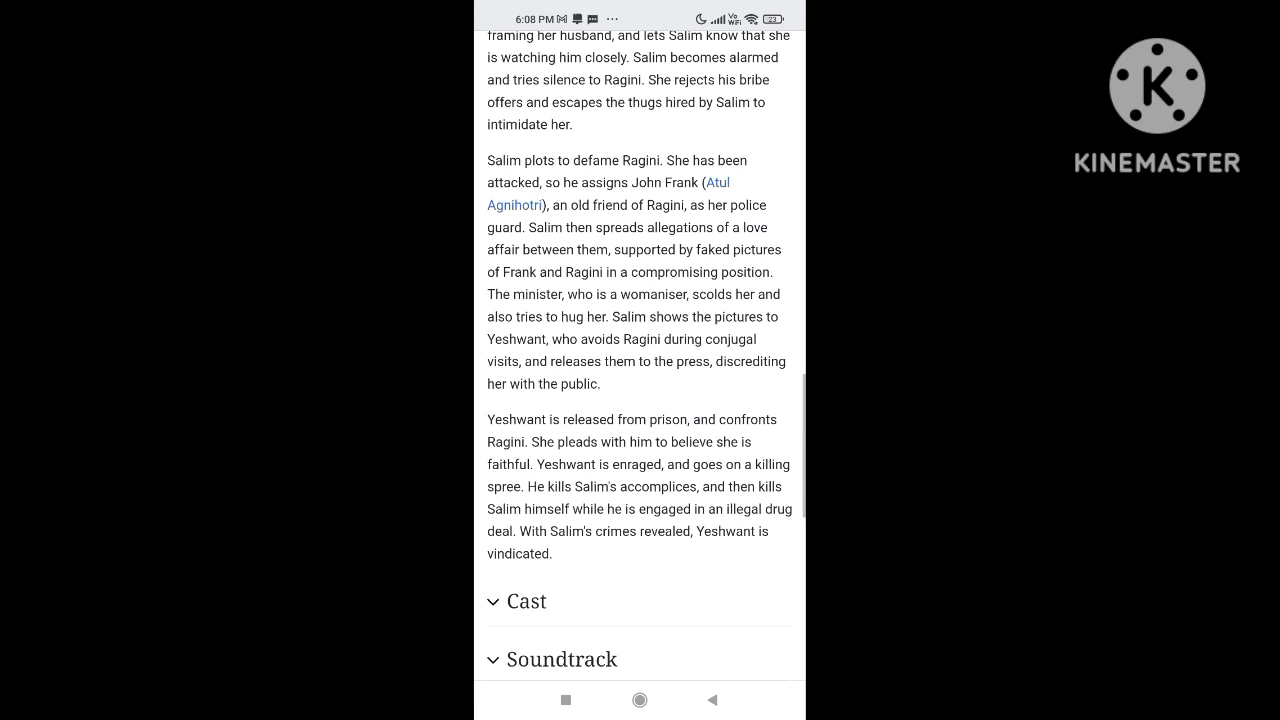 6:08 PM
Vo
WiFi
23
framing her husband, and lets Salim know that she
is watching him closely. Salim becomes alarmed
and tries silence to Ragini. She rejects his bribe
offers and escapes the thugs hired by Salim to
intimidate her.
Salim plots to defame Ragini. She has been
attacked, so he assigns John Frank (Atul
Agnihotri), an old friend of Ragini, as her police
guard. Salim then spreads allegations of a love
affair between them, supported by faked pictures
of Frank and Ragini in a compromising position.
The minister, who is a womaniser, scolds her and
also tries to hug her. Salim shows the pictures to
Yeshwant, who avoids Ragini during conjugal
visits, and releases them to the press, discrediting
her with the public.
Yeshwant is released from prison, and confronts
Ragini. She pleads with him to believe she is
faithful. Yeshwant is enraged, and goes on a killing
spree. He kills Salim's accomplices, and then kills
Salim himself while he is engaged in an illegal drug
deal. With Salim's crimes revealed, Yeshwant is
vindicated.
Cast
Soundtrack
K
KINEMASTER